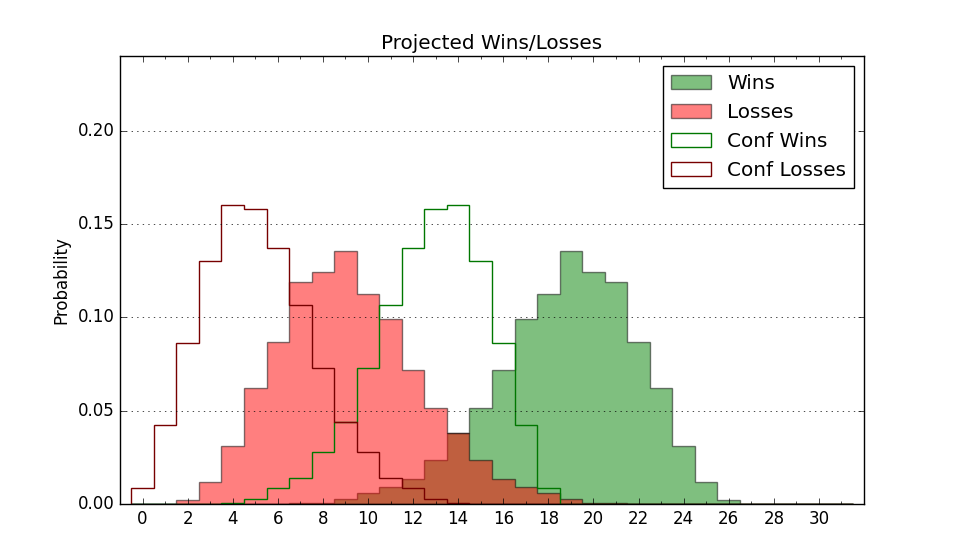 Projected Wins/Losses
Wins
Losses
Conf Wins
Conf Losses
Probability
0.20
0.15
0.10
0.05
0.00
0 2 4 6 8 10 12 14 16 18 20 22 24 26 28 30